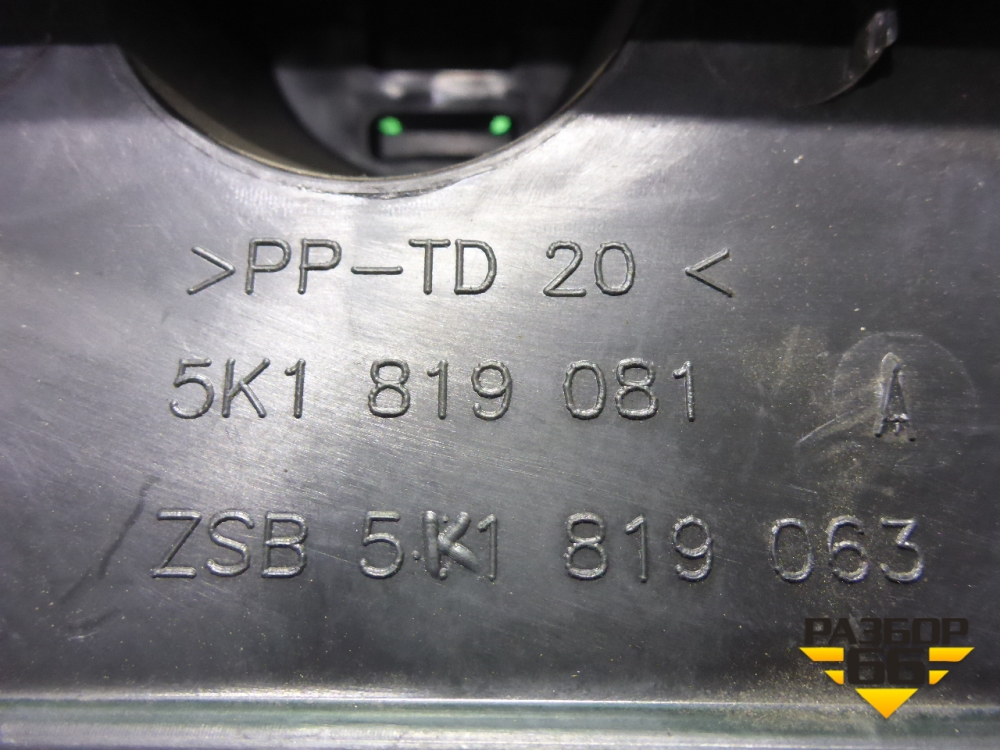 >PP-TD 20 <
5K1 819 081
A
ZSB 5K1 819 063
РАЗБОР
66